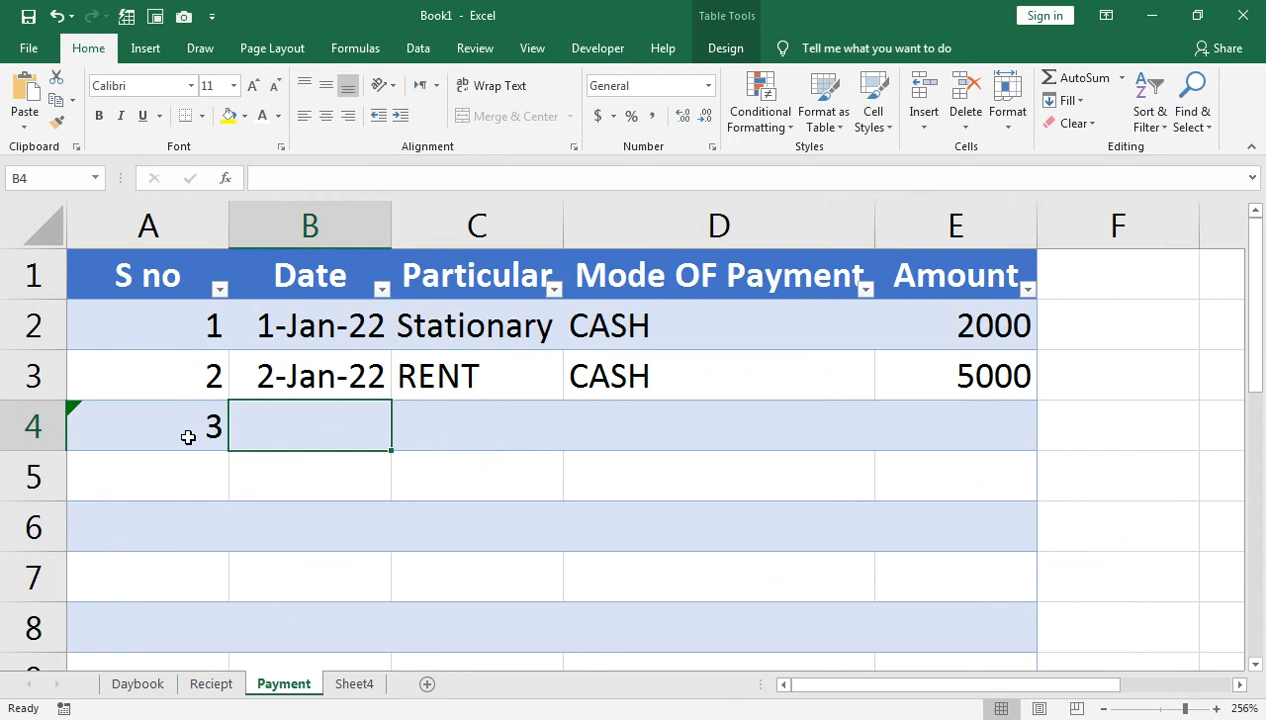 Book1 - Excel
Table Tools
Sign in
File Home Insert Draw Page Layout Formulas Data Review View Developer Help Design Tell me what you want to do Share
Paste
Calibri 11
Wrap Text
General
Conditional Formatting
Format as Table
Cell Styles
Insert
Delete
Format
AutoSum
Sort & Filter
Find & Select
B I U
Merge & Center
$ % ,
Fill
Clear
Clipboard Font Alignment Number Styles Cells Editing
B4
fx
A B C D E F
1 S no Date Particular Mode OF Payment Amount
2 1 1-Jan-22 Stationary CASH 2000
3 2 2-Jan-22 RENT CASH 5000
4 3
5
6
7
8
Daybook Reciept Payment Sheet4
Ready 256%